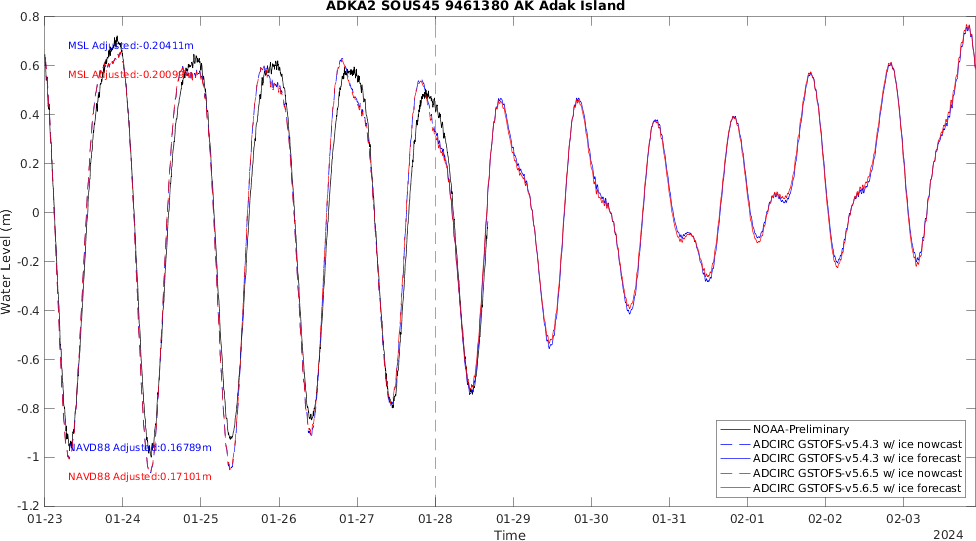 ADKA2 SOUS45 9461380 AK Adak Island
0.8
0.6
0.4
0.2
0
-0.2
-0.4
-0.6
-0.8
-1
-1.2
Water Level (m)
MSL Adjusted:-0.20411m
MSL Adjusted:-0.20099m
NAVD88 Adjusted:0.16789m
NAVD88 Adjusted:0.17101m
NOAA-Preliminary
ADCIRC GSTOFS-v5.4.3 w/ ice nowcast
ADCIRC GSTOFS-v5.4.3 w/ ice forecast
ADCIRC GSTOFS-v5.6.5 w/ ice nowcast
ADCIRC GSTOFS-v5.6.5 w/ ice forecast
01-23 01-24 01-25 01-26 01-27 01-28 01-29 01-30 01-31 02-01 02-02 02-03
Time
2024